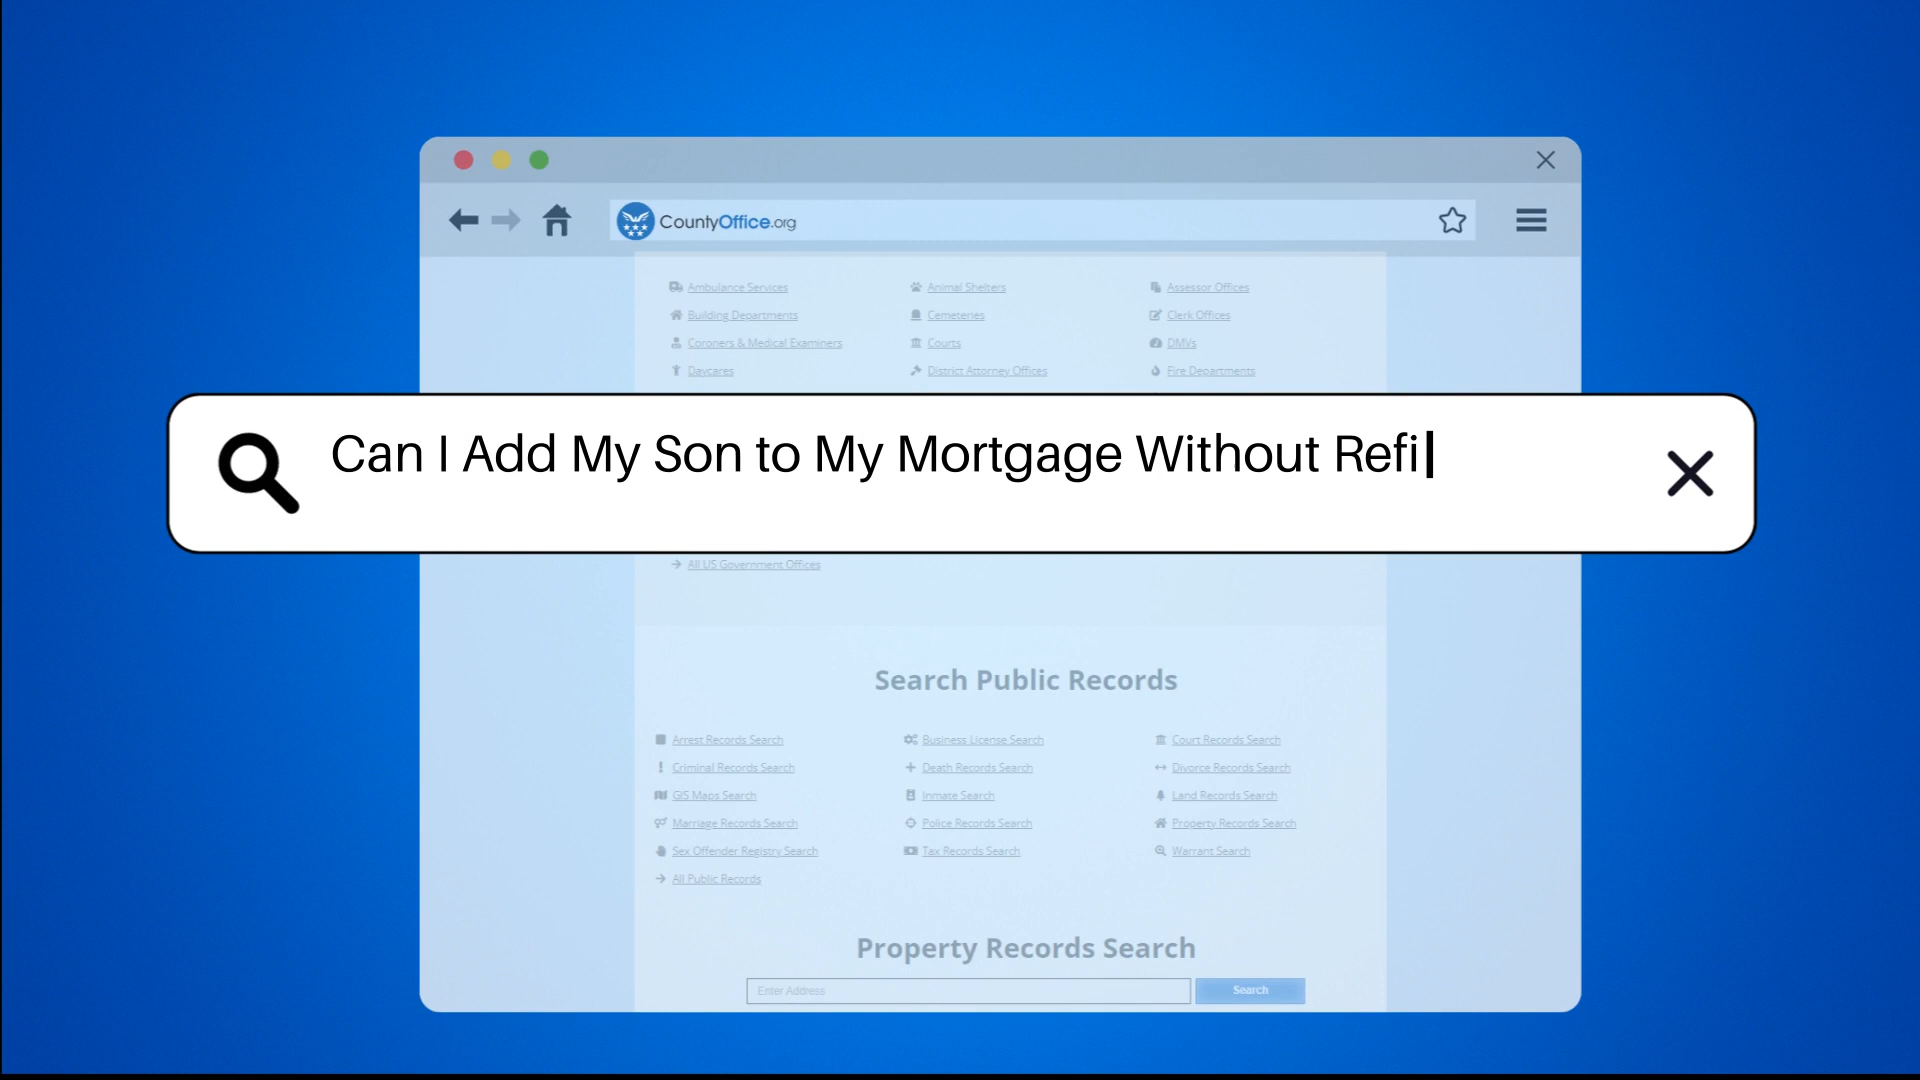 CountyOffice.org
Ambulance Services Animal Shelters Assessor Offices
Building Departments Cemeteries Clerk Offices
Coroners & Medical Examiners Courts DMVs
Daycares District Attorney Offices Fire Departments
Can I Add My Son to My Mortgage Without Refi
All US Government Offices
Search Public Records
Arrest Records Search Business License Search Court Records Search
Criminal Records Search Death Records Search Divorce Records Search
GIS Maps Search Inmate Search Land Records Search
Marriage Records Search Police Records Search Property Records Search
Sex Offender Registry Search Tax Records Search Warrant Search
All Public Records
Property Records Search
Enter Address Search